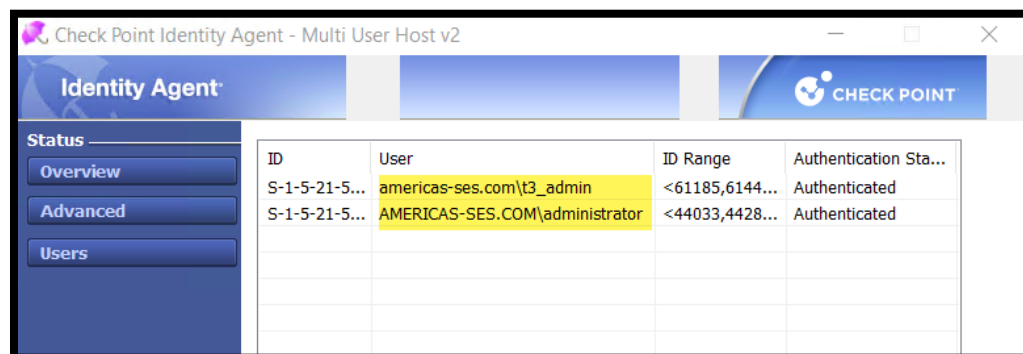 Check Point Identity Agent - Multi User Host v2
Identity Agent
CHECK POINT
Status
Overview
Advanced
Users
ID User ID Range Authentication Sta...
S-1-5-21-5... americas-ses.com\t3_admin <61185,6144... Authenticated
S-1-5-21-5... AMERICAS-SES.COM\administrator <44033,4428... Authenticated